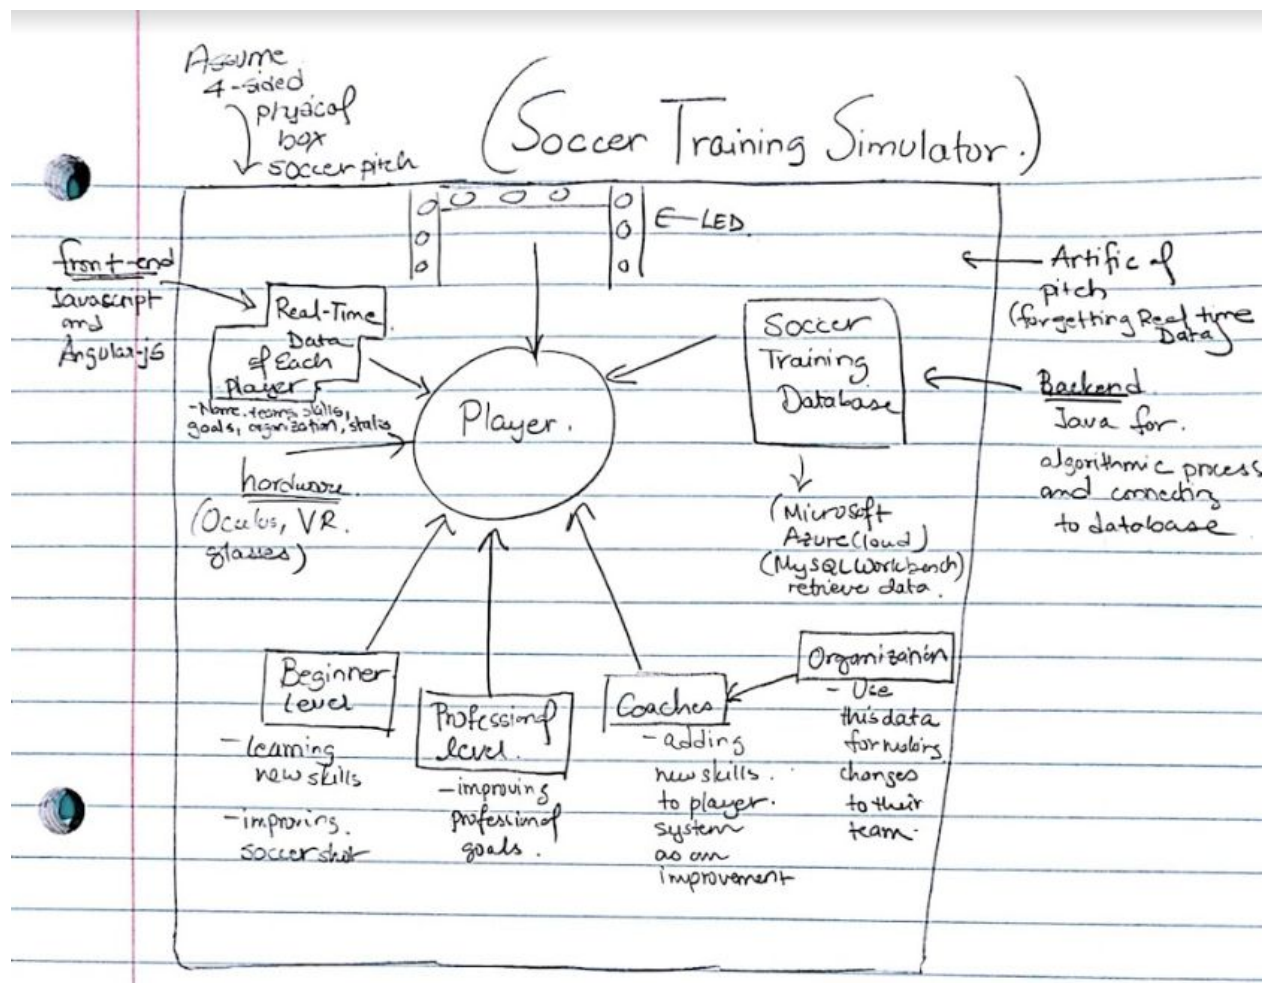 Assume
4-sided
physical
box
soccer pitch
(Soccer Training Simulator.)
LED
front-end
Javascript
and
Angular-js
Real-Time
Data
of Each
player
- Name, teams, skills,
goals, organization,
hardware
(Oculus, VR.
glasses)
Player.
Soccer
Training
Database
(Microsoft
Azure Cloud)
(MySQL Workbench)
retrieve data.
Artificial
pitch
(for getting Real time
Data)
Backend
Java for.
algorithmic process
and connecting
to database
Beginner
Level
- learning
new skills
- improving.
soccer shot
Professional
level.
- improving
professional
goals.
Coaches
- adding
new skills.
to player.
system
as an
improvement
Organization
- Use
this data
for making
changes
to their
team.